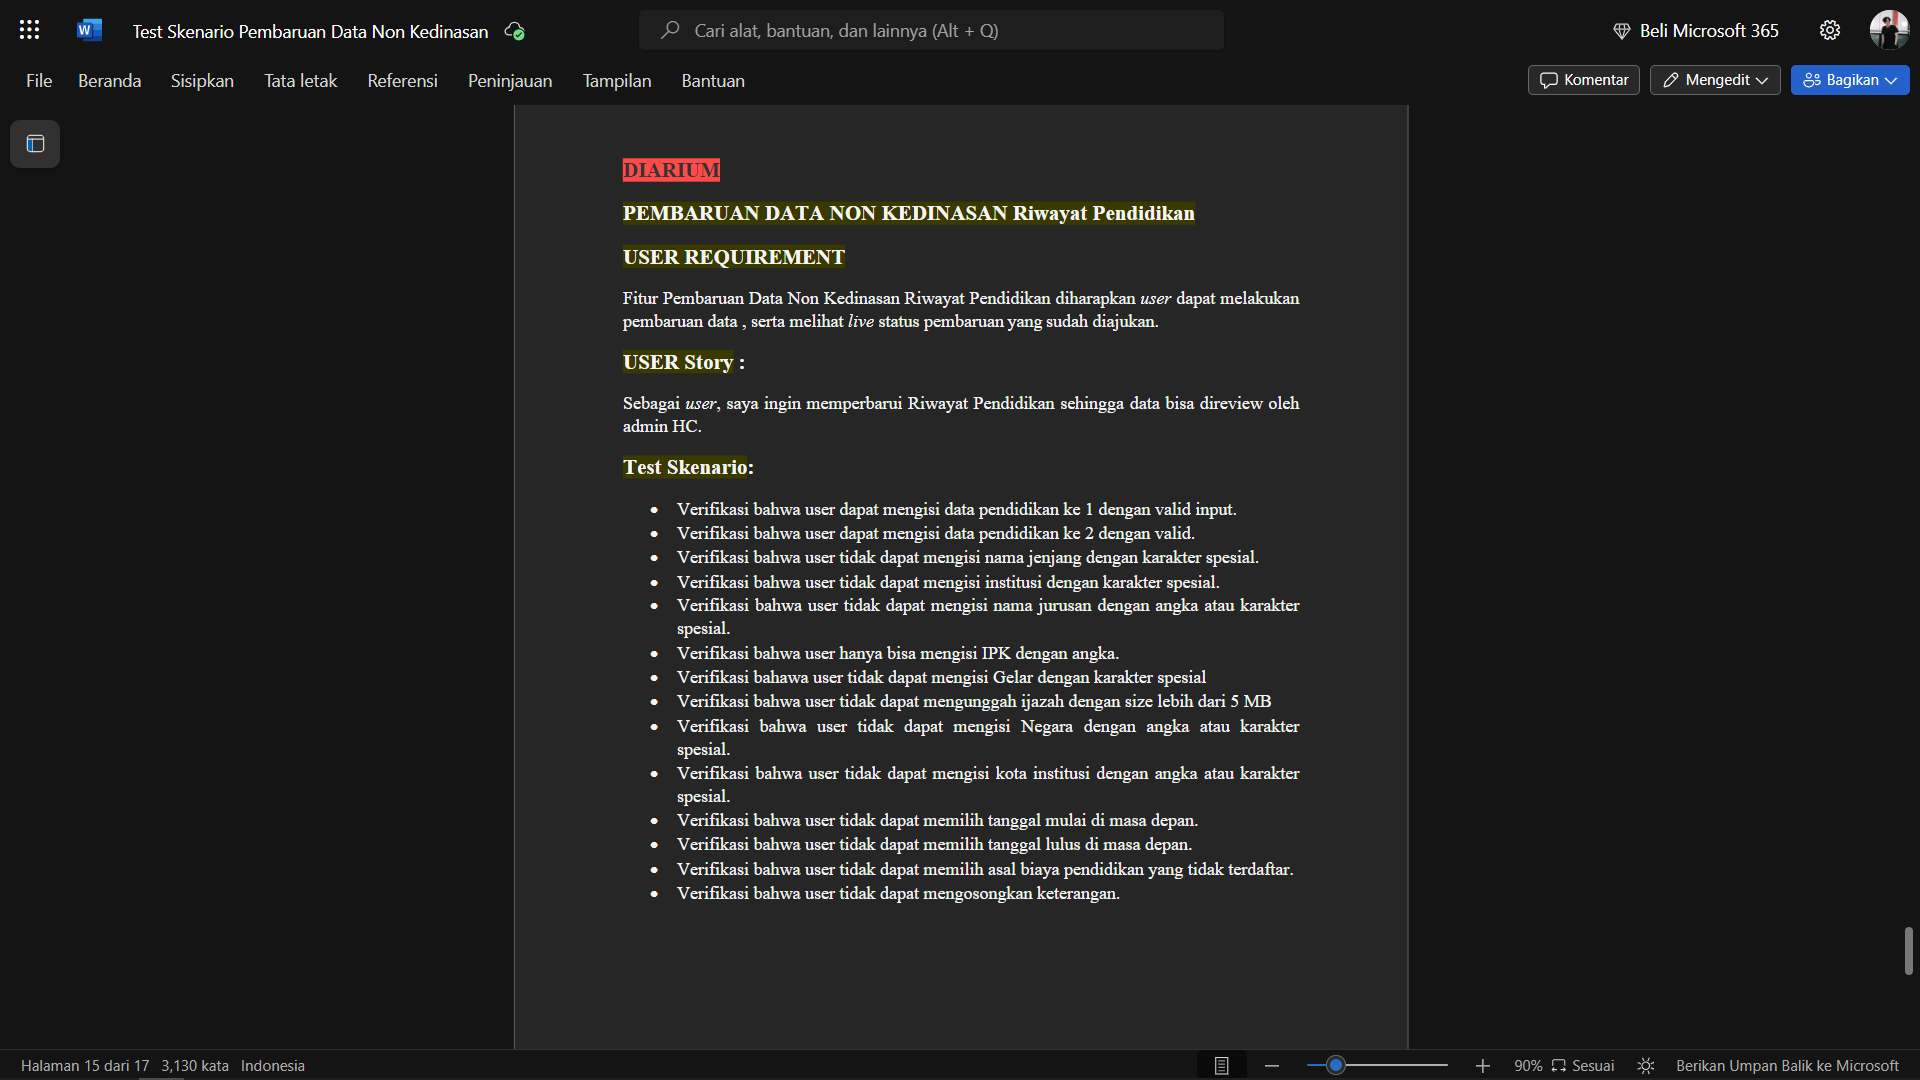 Test Skenario Pembaruan Data Non Kedinasan
Cari alat, bantuan, dan lainnya (Alt + Q)
Beli Microsoft 365
File Beranda Sisipkan Tata letak Referensi Peninjauan Tampilan Bantuan
Komentar Mengedit Bagikan
DIARIUM
PEMBARUAN DATA NON KEDINASAN Riwayat Pendidikan
USER REQUIREMENT
Fitur Pembaruan Data Non Kedinasan Riwayat Pendidikan diharapkan user dapat melakukan
pembaruan data , serta melihat live status pembaruan yang sudah diajukan.
USER Story :
Sebagai user, saya ingin memperbarui Riwayat Pendidikan sehingga data bisa direview oleh
admin HC.
Test Skenario:
• Verifikasi bahwa user dapat mengisi data pendidikan ke 1 dengan valid input.
• Verifikasi bahwa user dapat mengisi data pendidikan ke 2 dengan valid.
• Verifikasi bahwa user tidak dapat mengisi nama jenjang dengan karakter spesial.
• Verifikasi bahwa user tidak dapat mengisi institusi dengan karakter spesial.
• Verifikasi bahwa user tidak dapat mengisi nama jurusan dengan angka atau karakter
spesial.
• Verifikasi bahwa user hanya bisa mengisi IPK dengan angka.
• Verifikasi bahawa user tidak dapat mengisi Gelar dengan karakter spesial
• Verifikasi bahwa user tidak dapat mengunggah ijazah dengan size lebih dari 5 MB
• Verifikasi bahwa user tidak dapat mengisi Negara dengan angka atau karakter
spesial.
• Verifikasi bahwa user tidak dapat mengisi kota institusi dengan angka atau karakter
spesial.
• Verifikasi bahwa user tidak dapat memilih tanggal mulai di masa depan.
• Verifikasi bahwa user tidak dapat memilih tanggal lulus di masa depan.
• Verifikasi bahwa user tidak dapat memilih asal biaya pendidikan yang tidak terdaftar.
• Verifikasi bahwa user tidak dapat mengosongkan keterangan.
Halaman 15 dari 17 3,130 kata Indonesia
90% Sesuai Berikan Umpan Balik ke Microsoft